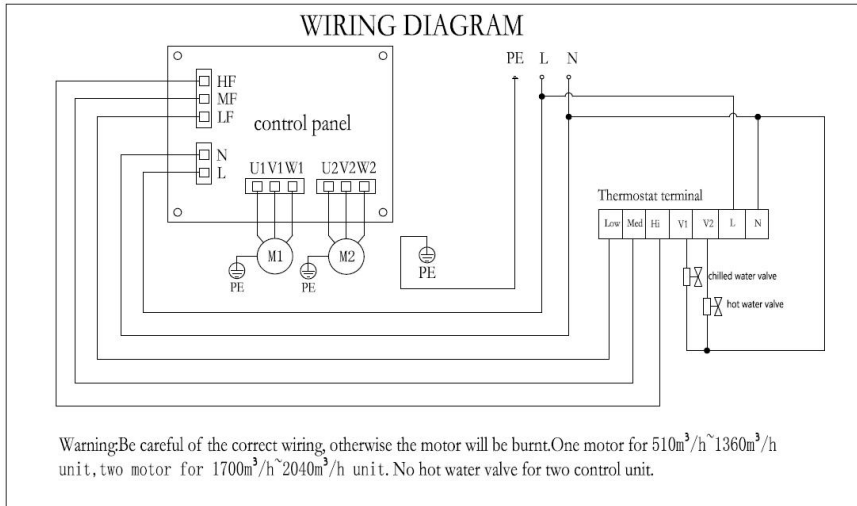 WIRING DIAGRAM
PE L N
HF
MF
LF
control panel
N
L
U1V1W1 U2V2W2
M1 M2
PE PE PE
Thermostat terminal
Low Med Hi V1 V2 L N
chilled water valve
hot water valve
Warning:Be careful of the correct wiring, otherwise the motor will be burnt.One motor for 510m³/h~1360m³/h
unit,two motor for 1700m³/h~2040m³/h unit. No hot water valve for two control unit.